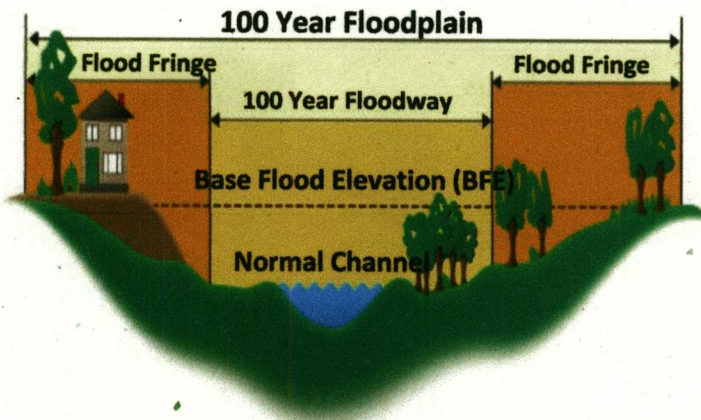 100 Year Floodplain
Flood Fringe
Flood Fringe
100 Year Floodway
Base Flood Elevation (BFE)
Normal Channel